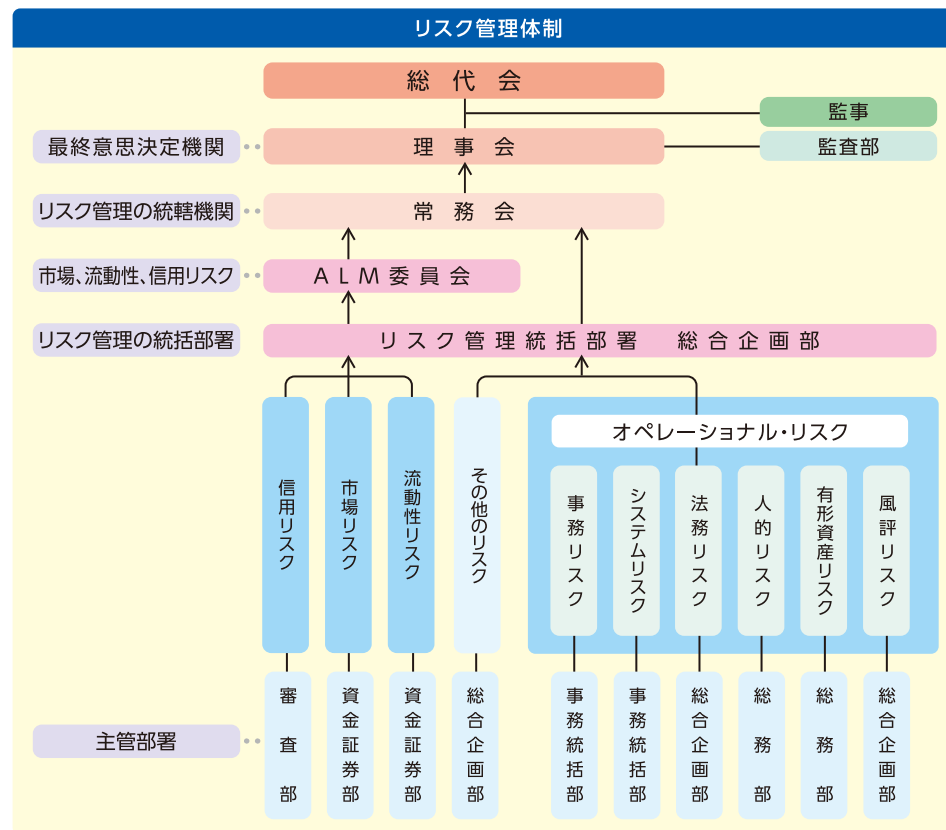 リスク管理体制
総代会
監事
最終意思決定機関
理事会
監査部
リスク管理の統轄機関
常務会
市場、流動性、信用リスク
ALM委員会
リスク管理の統括部署
リスク管理統括部署　総合企画部
オペレーショナル・リスク
信用リスク
市場リスク
流動性リスク
その他のリスク
事務リスク
システムリスク
法務リスク
人的リスク
有形資産リスク
風評リスク
主管部署
審査部
資金証券部
資金証券部
総合企画部
事務統括部
事務統括部
総合企画部
総務部
総務部
総合企画部